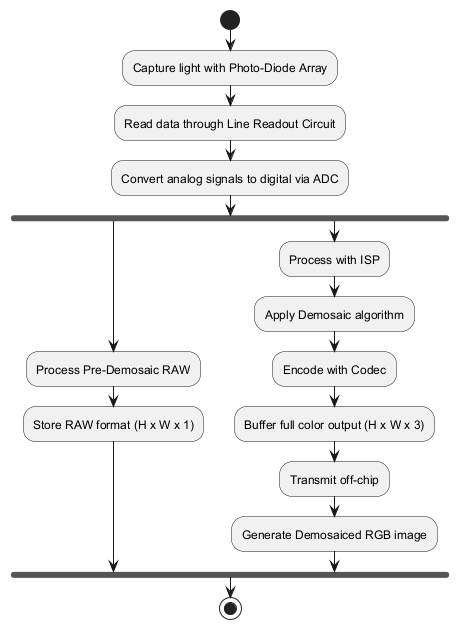 Capture light with Photo-Diode Array
Read data through Line Readout Circuit
Convert analog signals to digital via ADC
Process with ISP
Apply Demosaic algorithm
Process Pre-Demosaic RAW
Encode with Codec
Store RAW format (H x W x 1)
Buffer full color output (H x W x 3)
Transmit off-chip
Generate Demosaiced RGB image